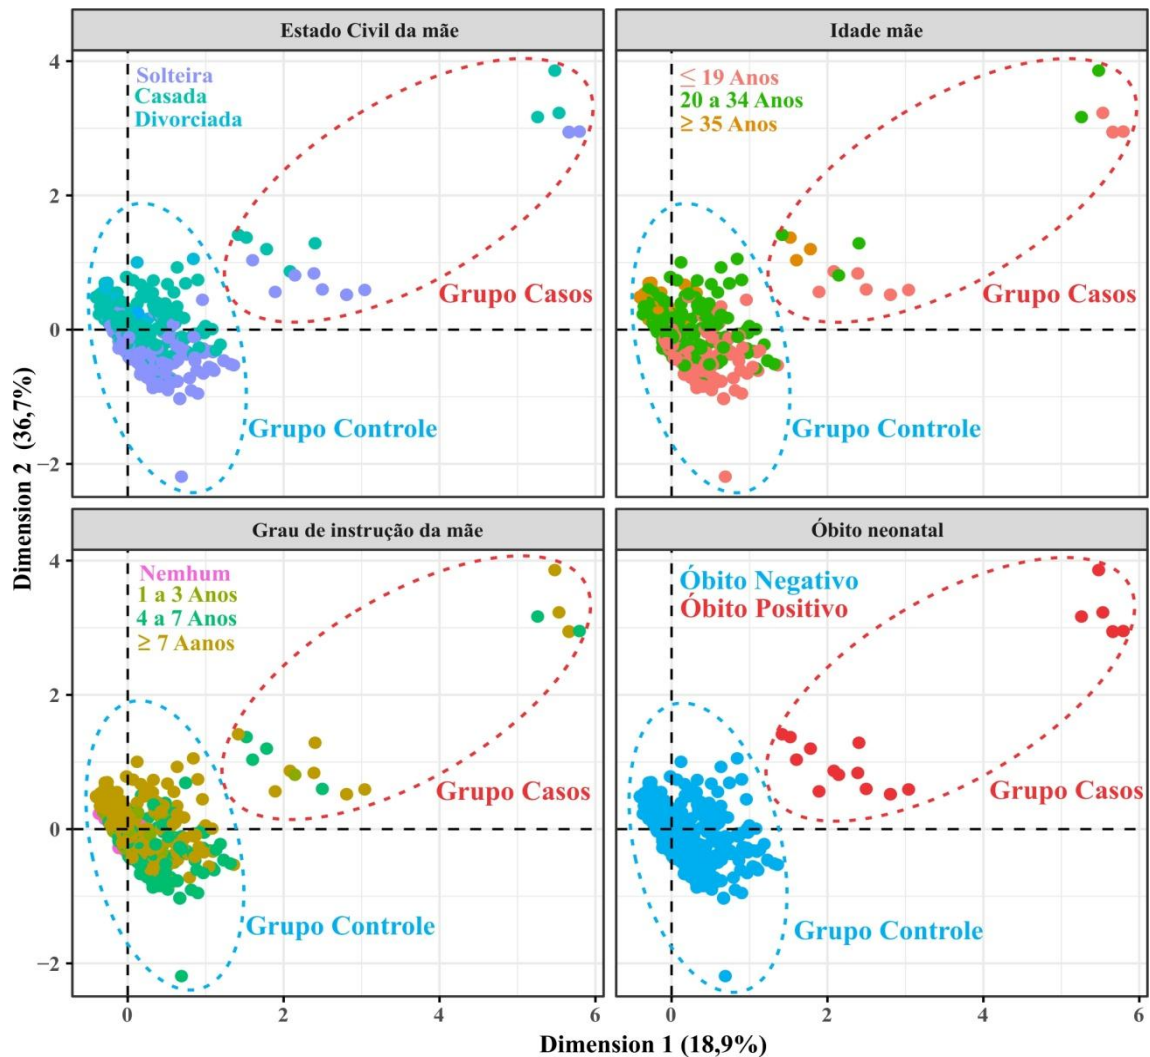 Estado Civil da mãe
Solteira
Casada
Divorciada
Grupo Casos
Grupo Controle
4
2
0
−2
Idade mãe
≤ 19 Anos
20 a 34 Anos
≥ 35 Anos
Grupo Casos
Grupo Controle
Dimension 2 (36,7%)
Grau de instrução da mãe
Nemhum
1 a 3 Anos
4 a 7 Anos
≥ 7 Aanos
Grupo Casos
Grupo Controle
4
2
0
−2
0 2 4 6
Óbito neonatal
Óbito Negativo
Óbito Positivo
Grupo Casos
Grupo Controle
0 2 4 6
Dimension 1 (18,9%)